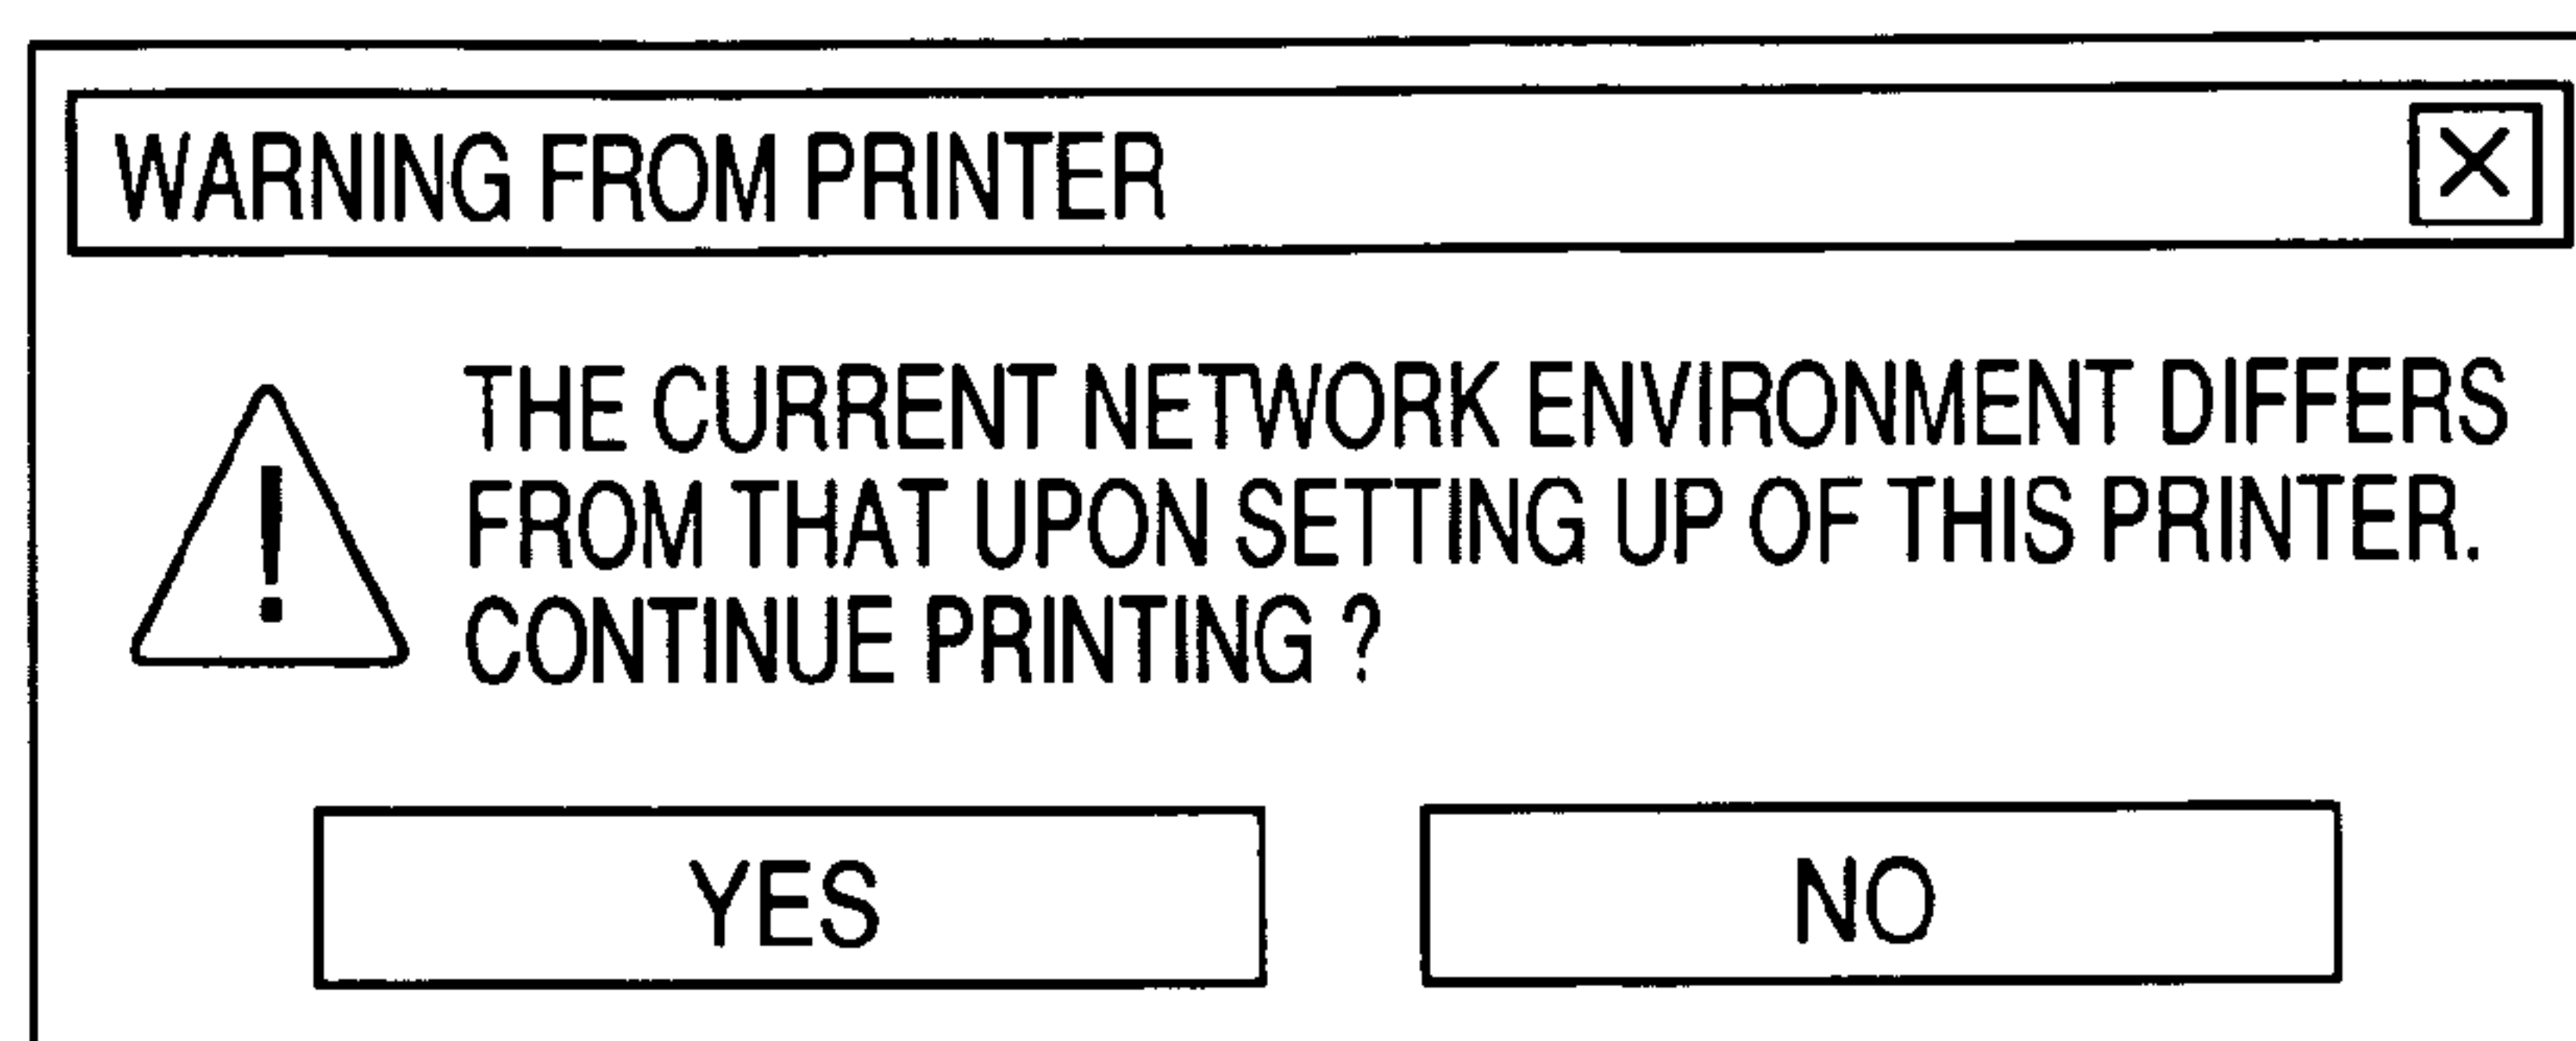 WARNING FROM PRINTER
THE CURRENT NETWORK ENVIRONMENT DIFFERS
FROM THAT UPON SETTING UP OF THIS PRINTER.
CONTINUE PRINTING ?
YES
NO